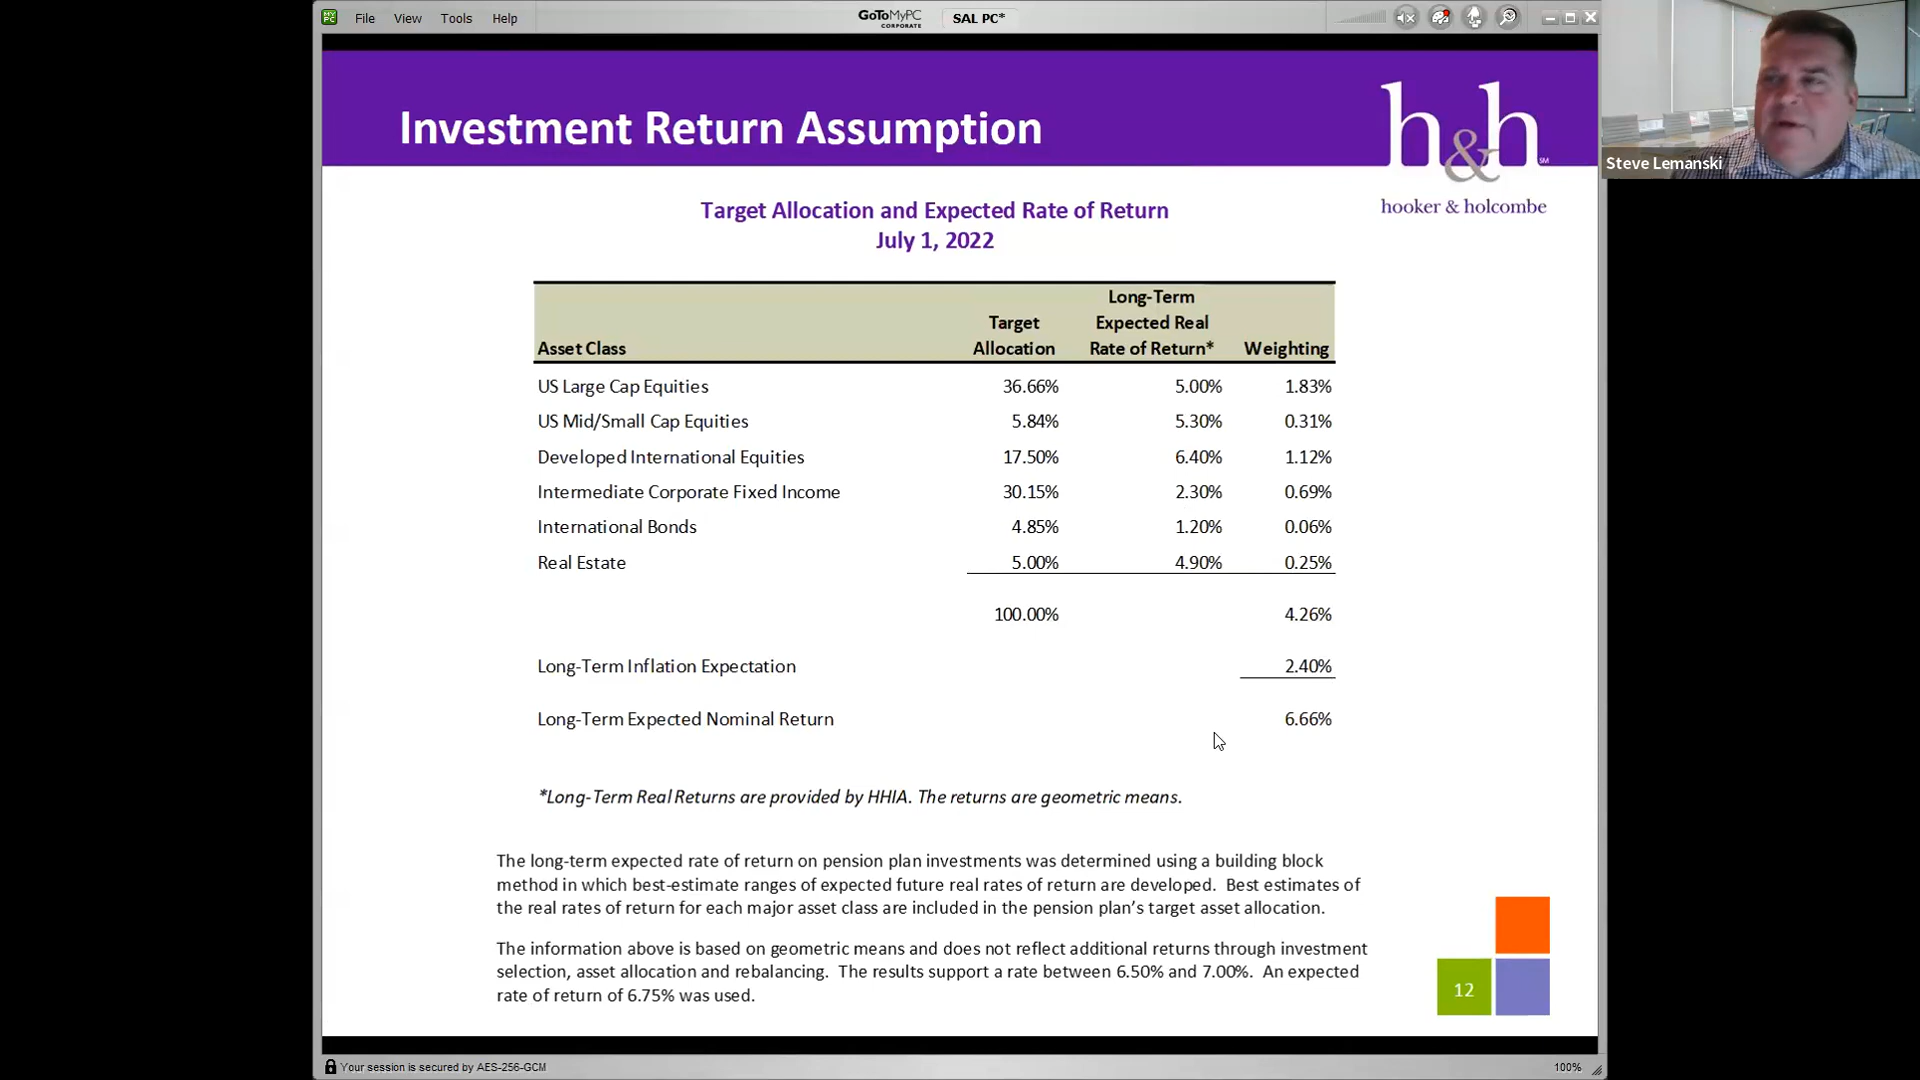 MY PC
File View Tools Help
GoToMyPC
CORPORATE
SAL PC*
Investment Return Assumption
h&h
SM
hooker & holcombe
Steve Lemanski
Target Allocation and Expected Rate of Return
July 1, 2022
Long-Term
Target Expected Real
Asset Class Allocation Rate of Return* Weighting
US Large Cap Equities 36.66% 5.00% 1.83%
US Mid/Small Cap Equities 5.84% 5.30% 0.31%
Developed International Equities 17.50% 6.40% 1.12%
Intermediate Corporate Fixed Income 30.15% 2.30% 0.69%
International Bonds 4.85% 1.20% 0.06%
Real Estate 5.00% 4.90% 0.25%
100.00% 4.26%
Long-Term Inflation Expectation 2.40%
Long-Term Expected Nominal Return 6.66%
*Long-Term Real Returns are provided by HHIA. The returns are geometric means.
The long-term expected rate of return on pension plan investments was determined using a building block
method in which best-estimate ranges of expected future real rates of return are developed. Best estimates of
the real rates of return for each major asset class are included in the pension plan's target asset allocation.
The information above is based on geometric means and does not reflect additional returns through investment
selection, asset allocation and rebalancing. The results support a rate between 6.50% and 7.00%. An expected
rate of return of 6.75% was used.
12
Your session is secured by AES-256-GCM
100%